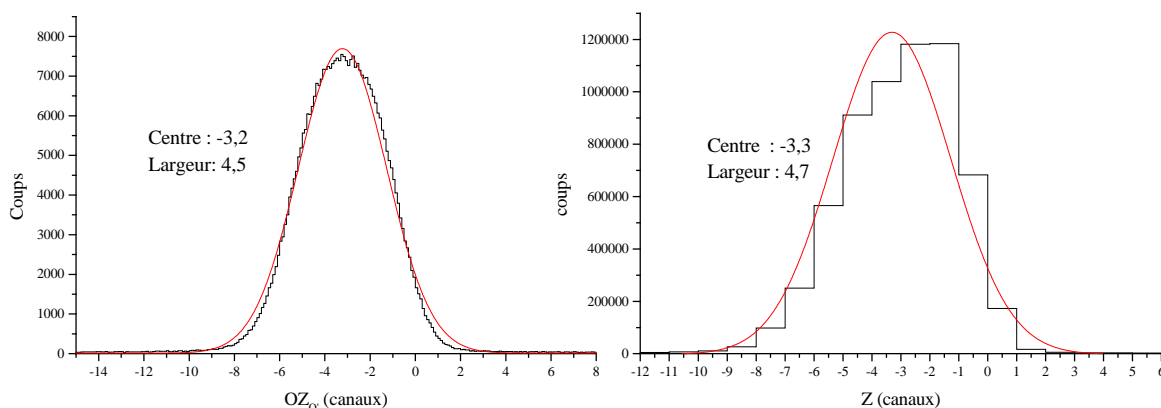 8000
7000
6000
5000
4000
3000
2000
1000
0
Coups
Centre : -3,2
Largeur: 4,5
-14 -12 -10 -8 -6 -4 -2 0 2 4 6 8
OZ₀' (canaux)
1200000
1000000
800000
600000
400000
200000
0
coups
Centre : -3,3
Largeur : 4,7
-12 -11 -10 -9 -8 -7 -6 -5 -4 -3 -2 -1 0 1 2 3 4 5 6
Z (canaux)